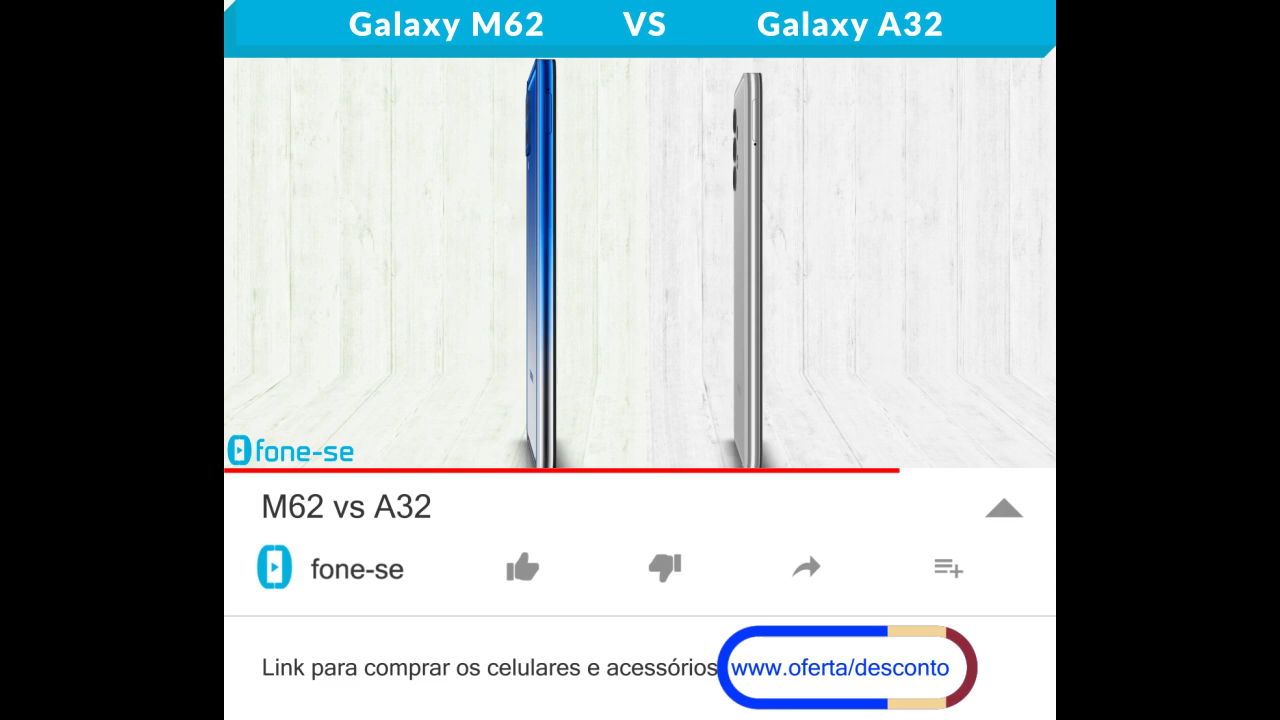 Galaxy M62 VS Galaxy A32
fone-se
M62 vs A32
fone-se
Link para comprar os celulares e acessórios www.oferta/desconto